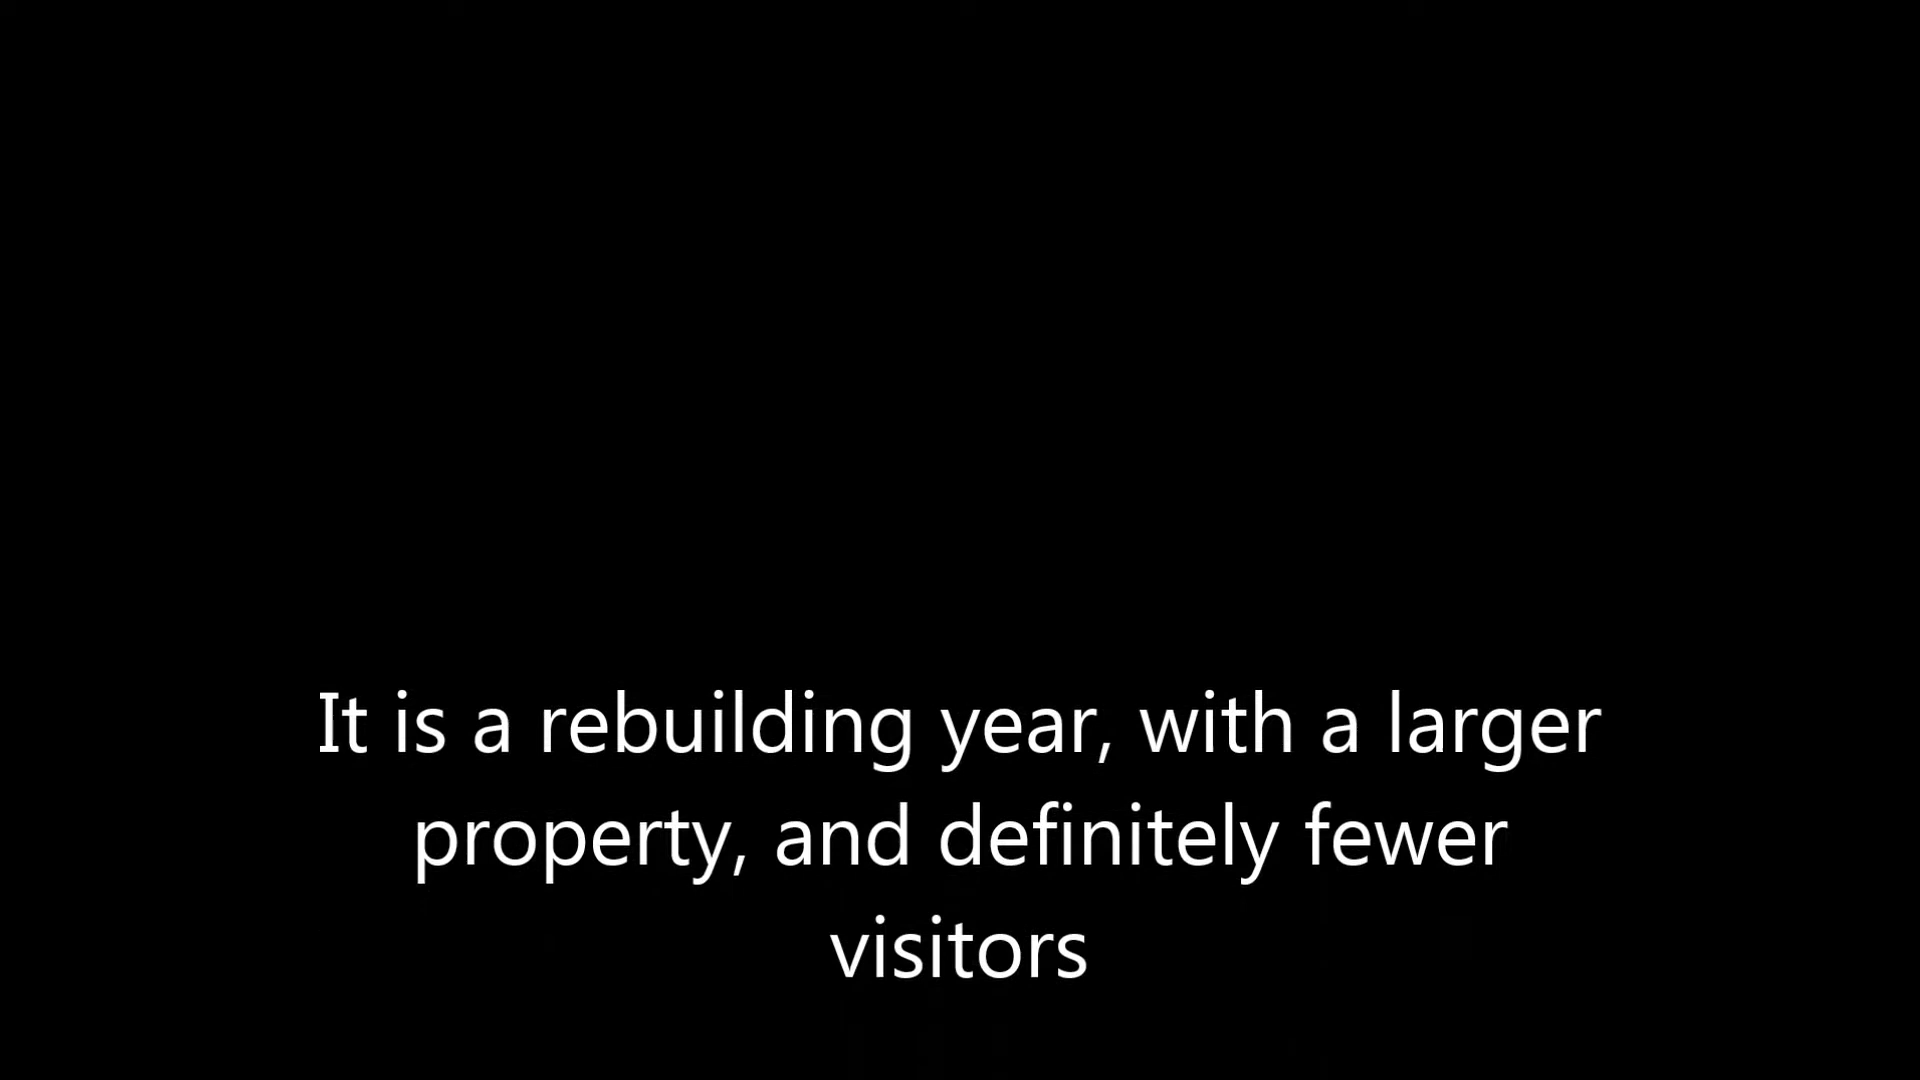 It is a rebuilding year, with a larger
property, and definitely fewer
visitors